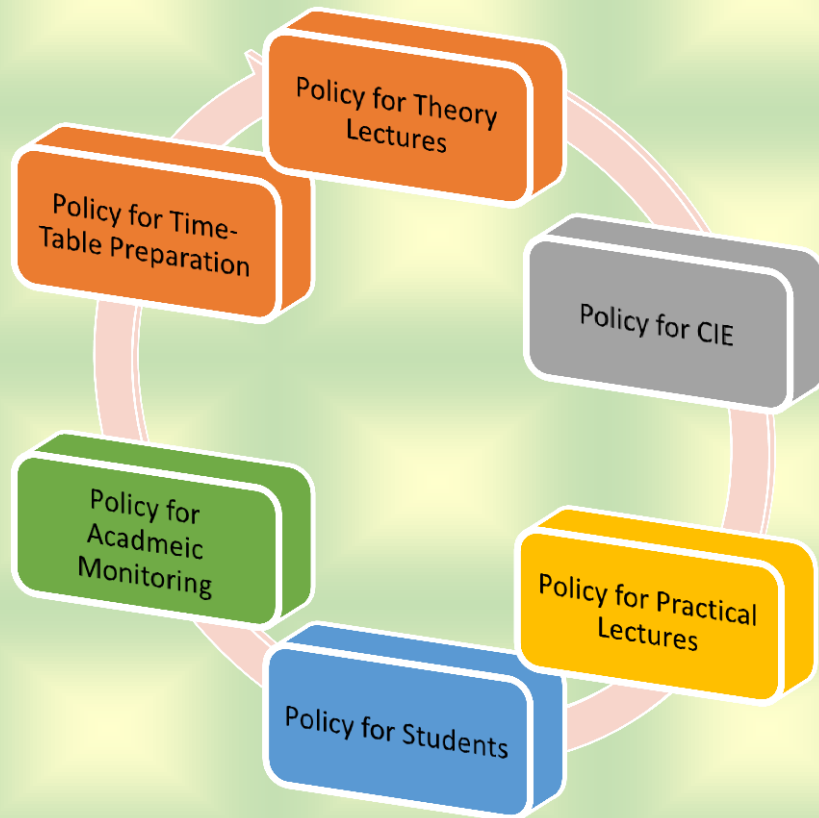 Policy for Theory
Lectures
Policy for CIE
Policy for Practical
Lectures
Policy for Students
Policy for
Acadmeic
Monitoring
Policy for Time-
Table Preparation